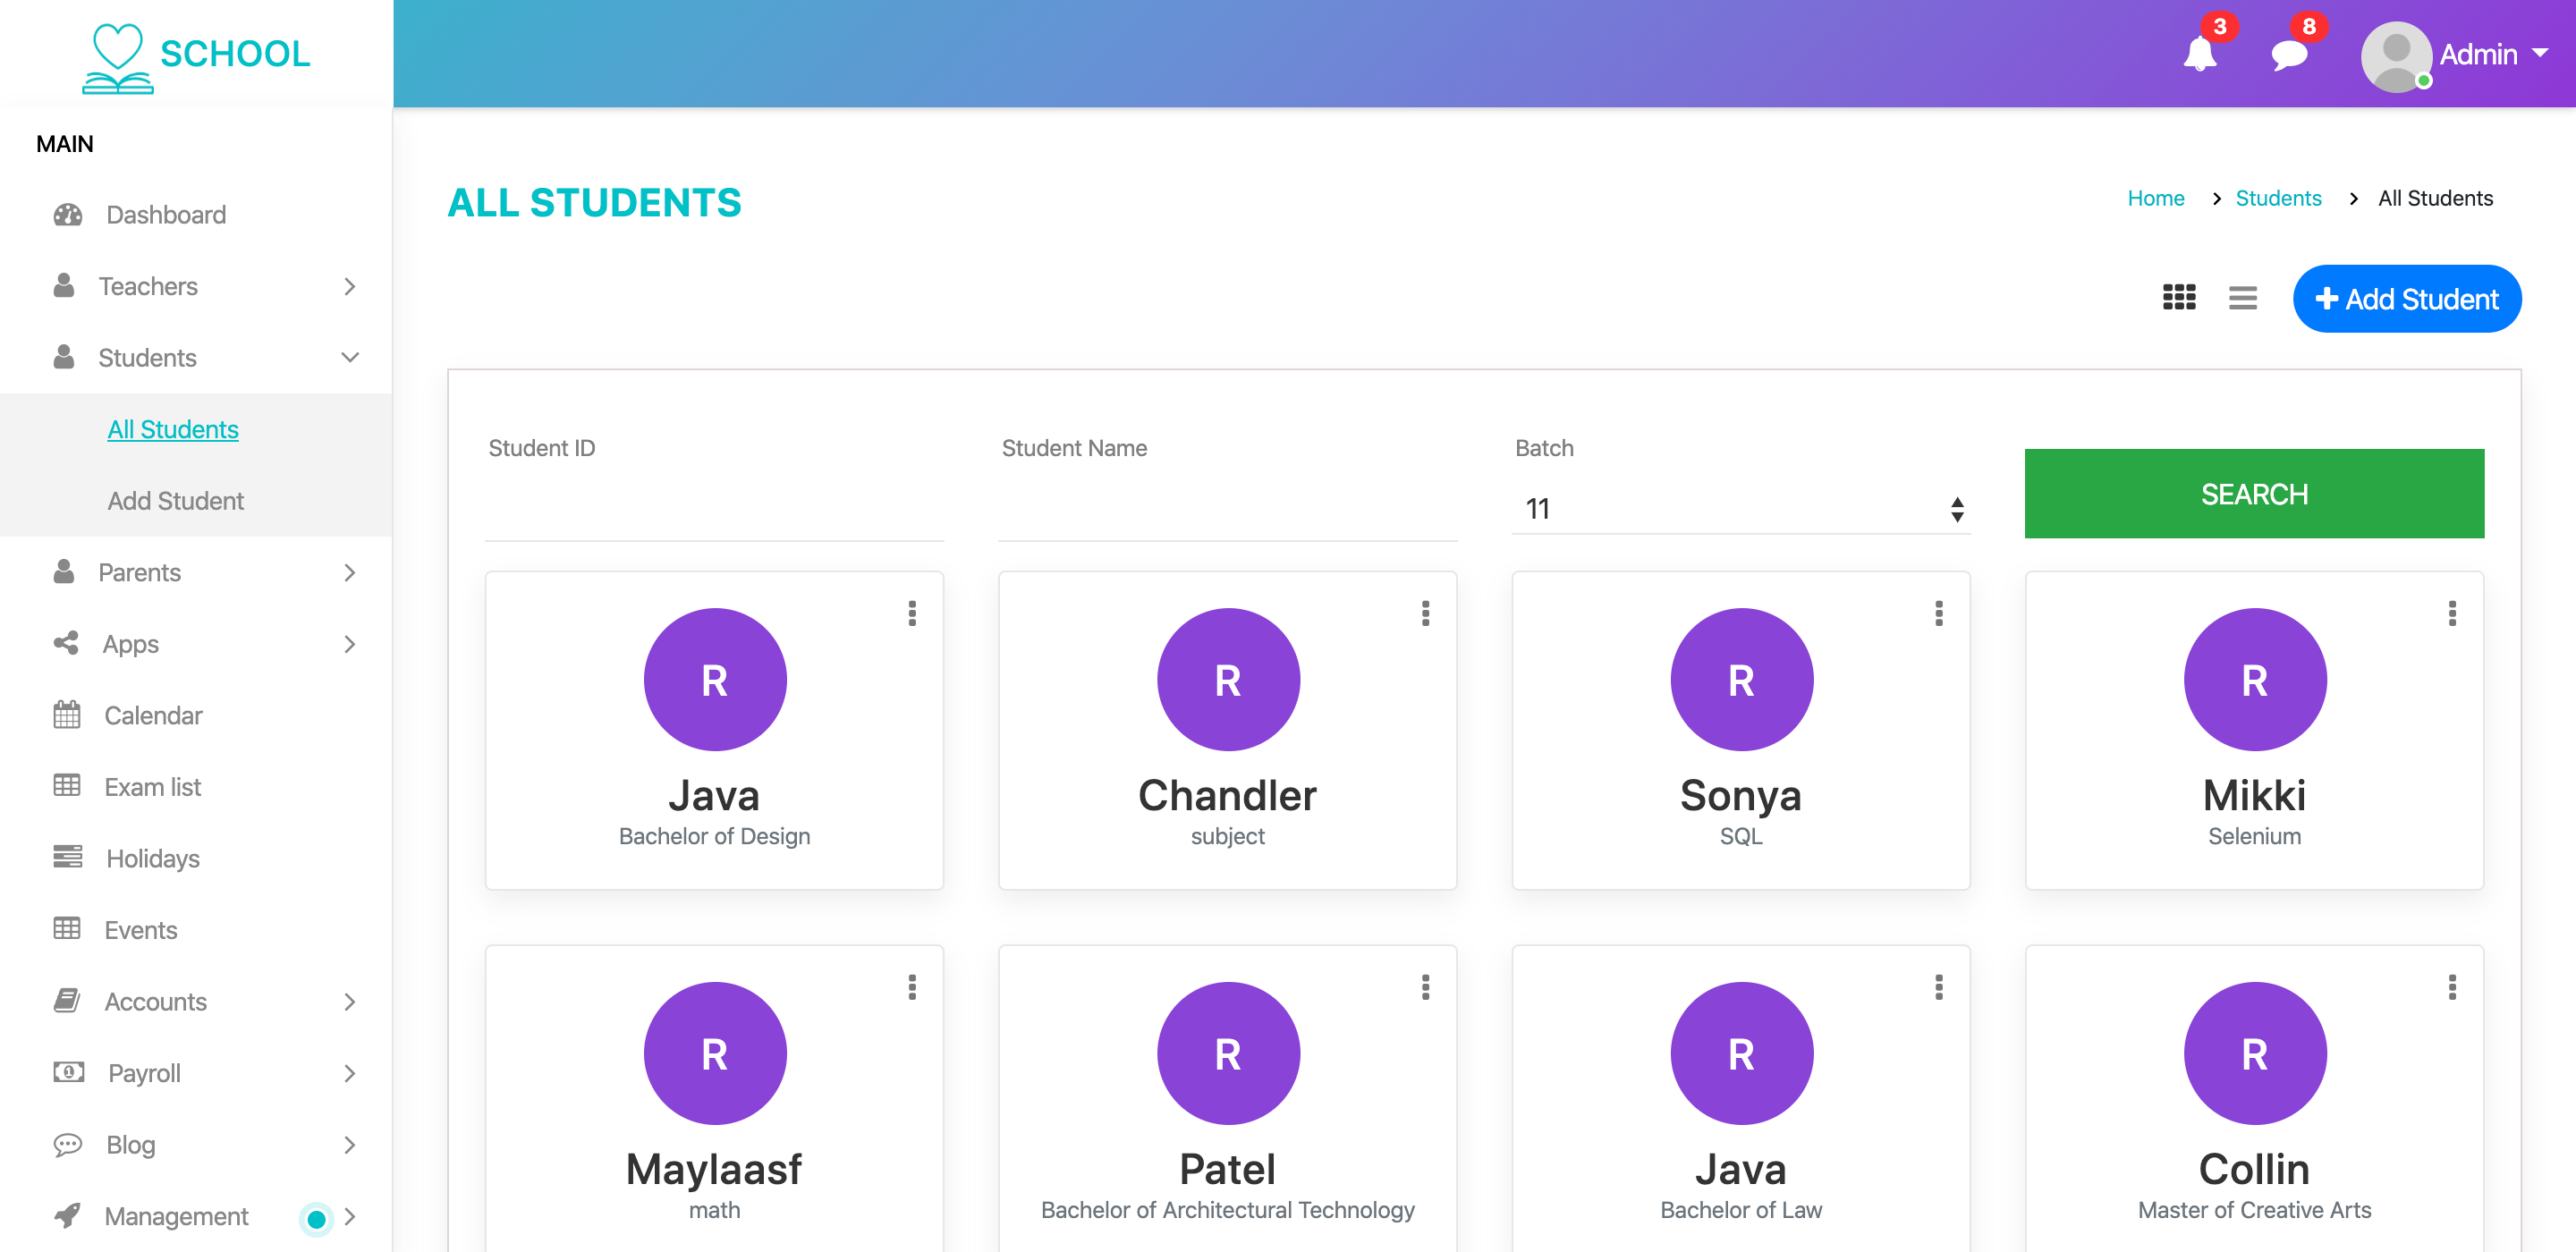 SCHOOL
3
8
Admin
MAIN
Dashboard
Teachers
Students
All Students
Add Student
Parents
Apps
Calendar
Exam list
Holidays
Events
Accounts
Payroll
Blog
Management
ALL STUDENTS
Home > Students > All Students
Add Student
Student ID
Student Name
Batch
11
SEARCH
R
Java
Bachelor of Design
R
Chandler
subject
R
Sonya
SQL
R
Mikki
Selenium
R
Maylaasf
math
R
Patel
Bachelor of Architectural Technology
R
Java
Bachelor of Law
R
Collin
Master of Creative Arts